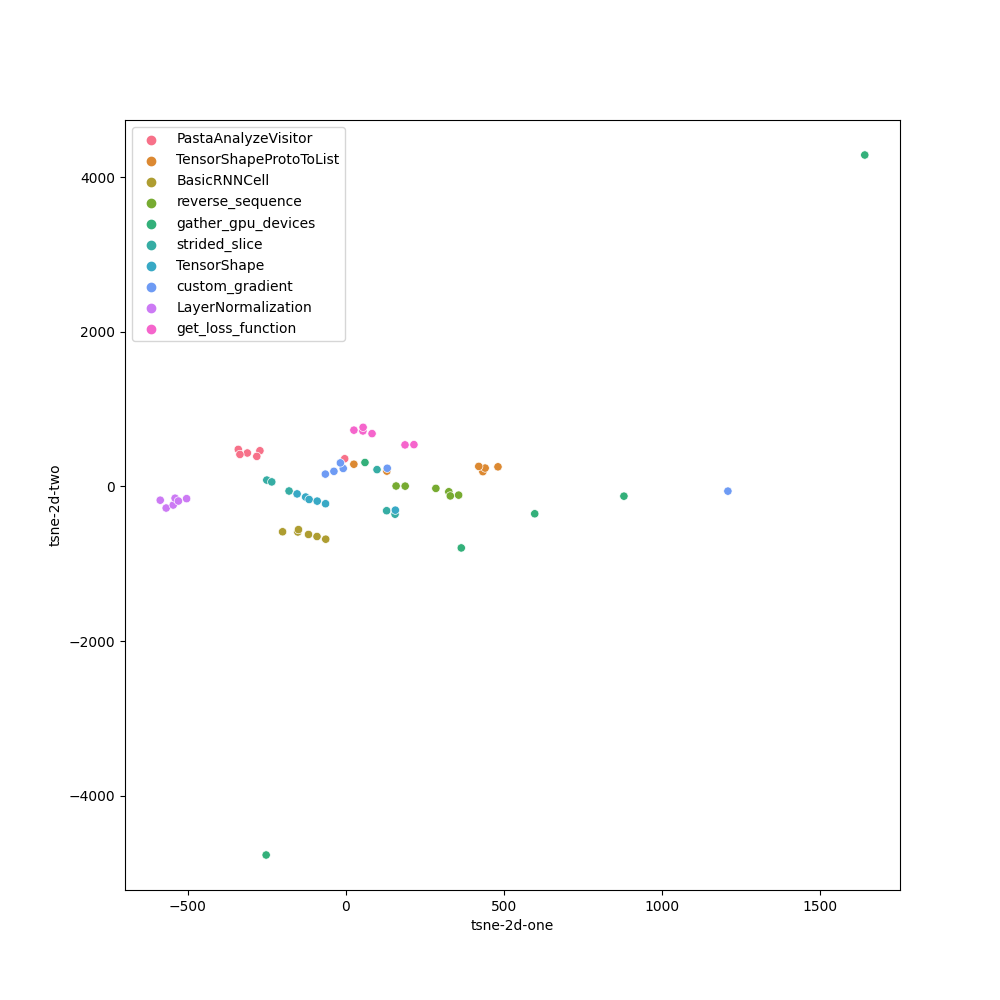 PastaAnalyzeVisitor
TensorShapeProtoToList
BasicRNNCell
reverse_sequence
gather_gpu_devices
strided_slice
TensorShape
custom_gradient
LayerNormalization
get_loss_function
4000
2000
0
−2000
−4000
tsne-2d-two
−500
0
500
1000
1500
tsne-2d-one